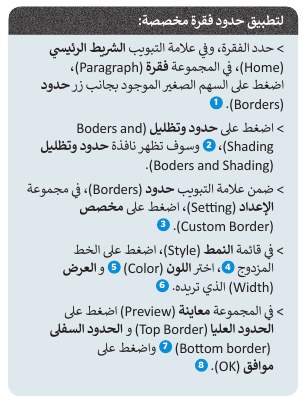 لتطبيق حدود فقرة مخصصة:
> حدد الفقرة، وفي علامة التبويب الشريط الرئيسي
(Home)، في المجموعة فقرة (Paragraph)،
اضغط على السهم الصغير الموجود بجانب زر حدود
(Borders). 1
> اضغط على حدود وتظليل (Boders and
Shading)، 2 وسوف تظهر نافذة حدود وتظليل
(Boders and Shading).
> ضمن علامة التبويب حدود (Borders)، في مجموعة
الإعداد (Setting)، اضغط على مخصص
(Custom Border). 3
> في قائمة النمط (Style)، اضغط على الخط
المزدوج 4، اختر اللون (Color) 5 و العرض
(Width) الذي تريده. 6
> في المجموعة معاينة (Preview) اضغط على
الحدود العليا (Top Border) و الحدود السفلى
(Bottom border) 7 واضغط على
موافق (OK). 8